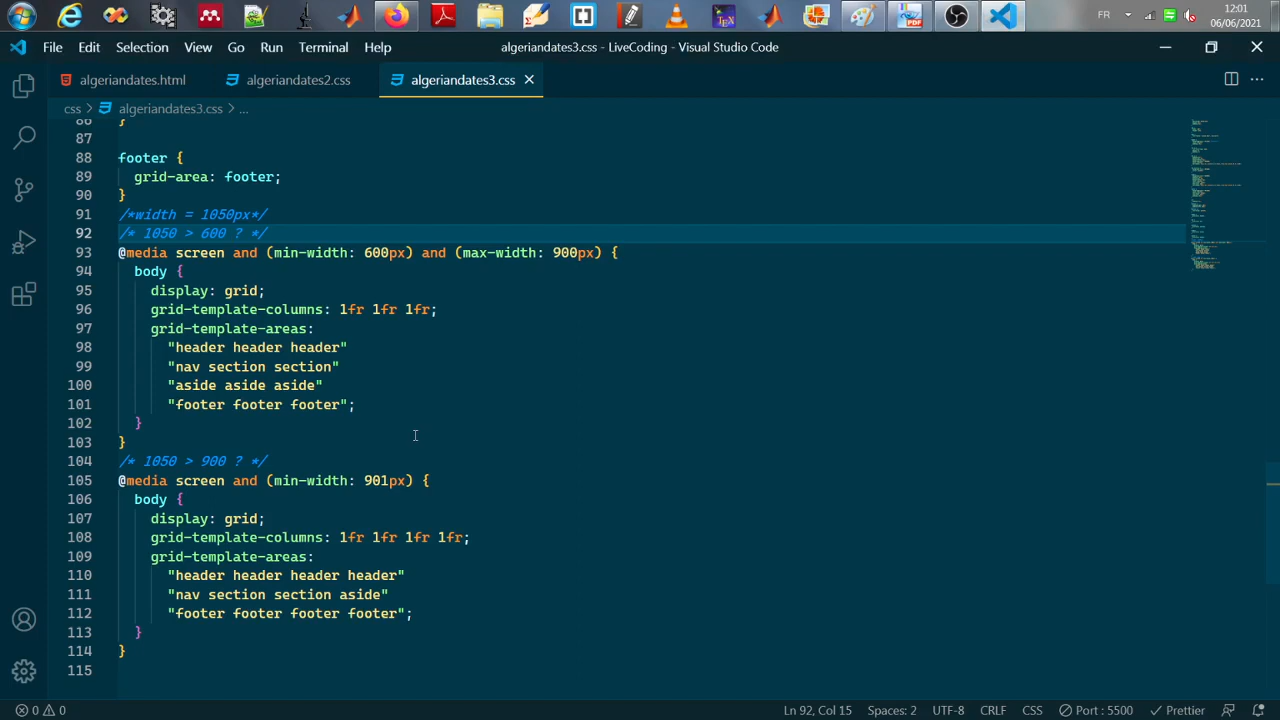 12:01
FR
06/06/2021
File Edit Selection View Go Run Terminal Help
algeriandates3.css - LiveCoding - Visual Studio Code
algeriandates.html
algeriandates2.css
algeriandates3.css
css > algeriandates3.css > ...
86 }
87
88 footer {
89 grid-area: footer;
90 }
91 /*width = 1050px*/
92 /* 1050 > 600 ? */
93 @media screen and (min-width: 600px) and (max-width: 900px) {
94 body {
95 display: grid;
96 grid-template-columns: 1fr 1fr 1fr;
97 grid-template-areas:
98 "header header header"
99 "nav section section"
100 "aside aside aside"
101 "footer footer footer";
102 }
103 }
104 /* 1050 > 900 ? */
105 @media screen and (min-width: 901px) {
106 body {
107 display: grid;
108 grid-template-columns: 1fr 1fr 1fr 1fr;
109 grid-template-areas:
110 "header header header header"
111 "nav section section aside"
112 "footer footer footer footer";
113 }
114 }
115
0 0
Ln 92, Col 15 Spaces: 2 UTF-8 CRLF CSS Port : 5500 Prettier